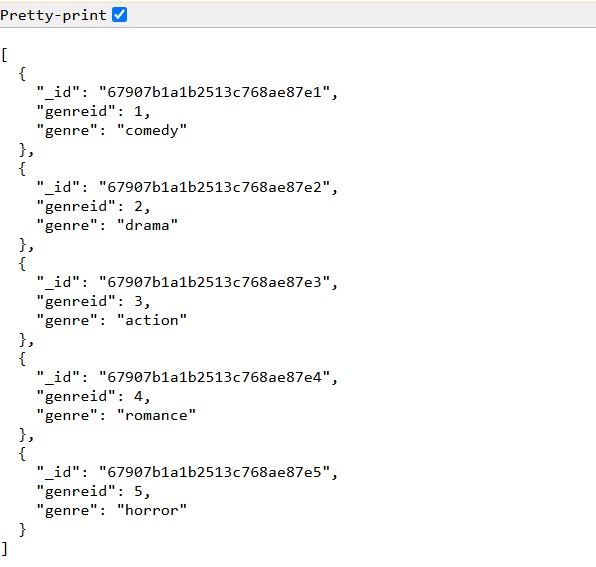 Pretty-print
[
  {
    "_id": "67907b1a1b2513c768ae87e1",
    "genreid": 1,
    "genre": "comedy"
  },
  {
    "_id": "67907b1a1b2513c768ae87e2",
    "genreid": 2,
    "genre": "drama"
  },
  {
    "_id": "67907b1a1b2513c768ae87e3",
    "genreid": 3,
    "genre": "action"
  },
  {
    "_id": "67907b1a1b2513c768ae87e4",
    "genreid": 4,
    "genre": "romance"
  },
  {
    "_id": "67907b1a1b2513c768ae87e5",
    "genreid": 5,
    "genre": "horror"
  }
]